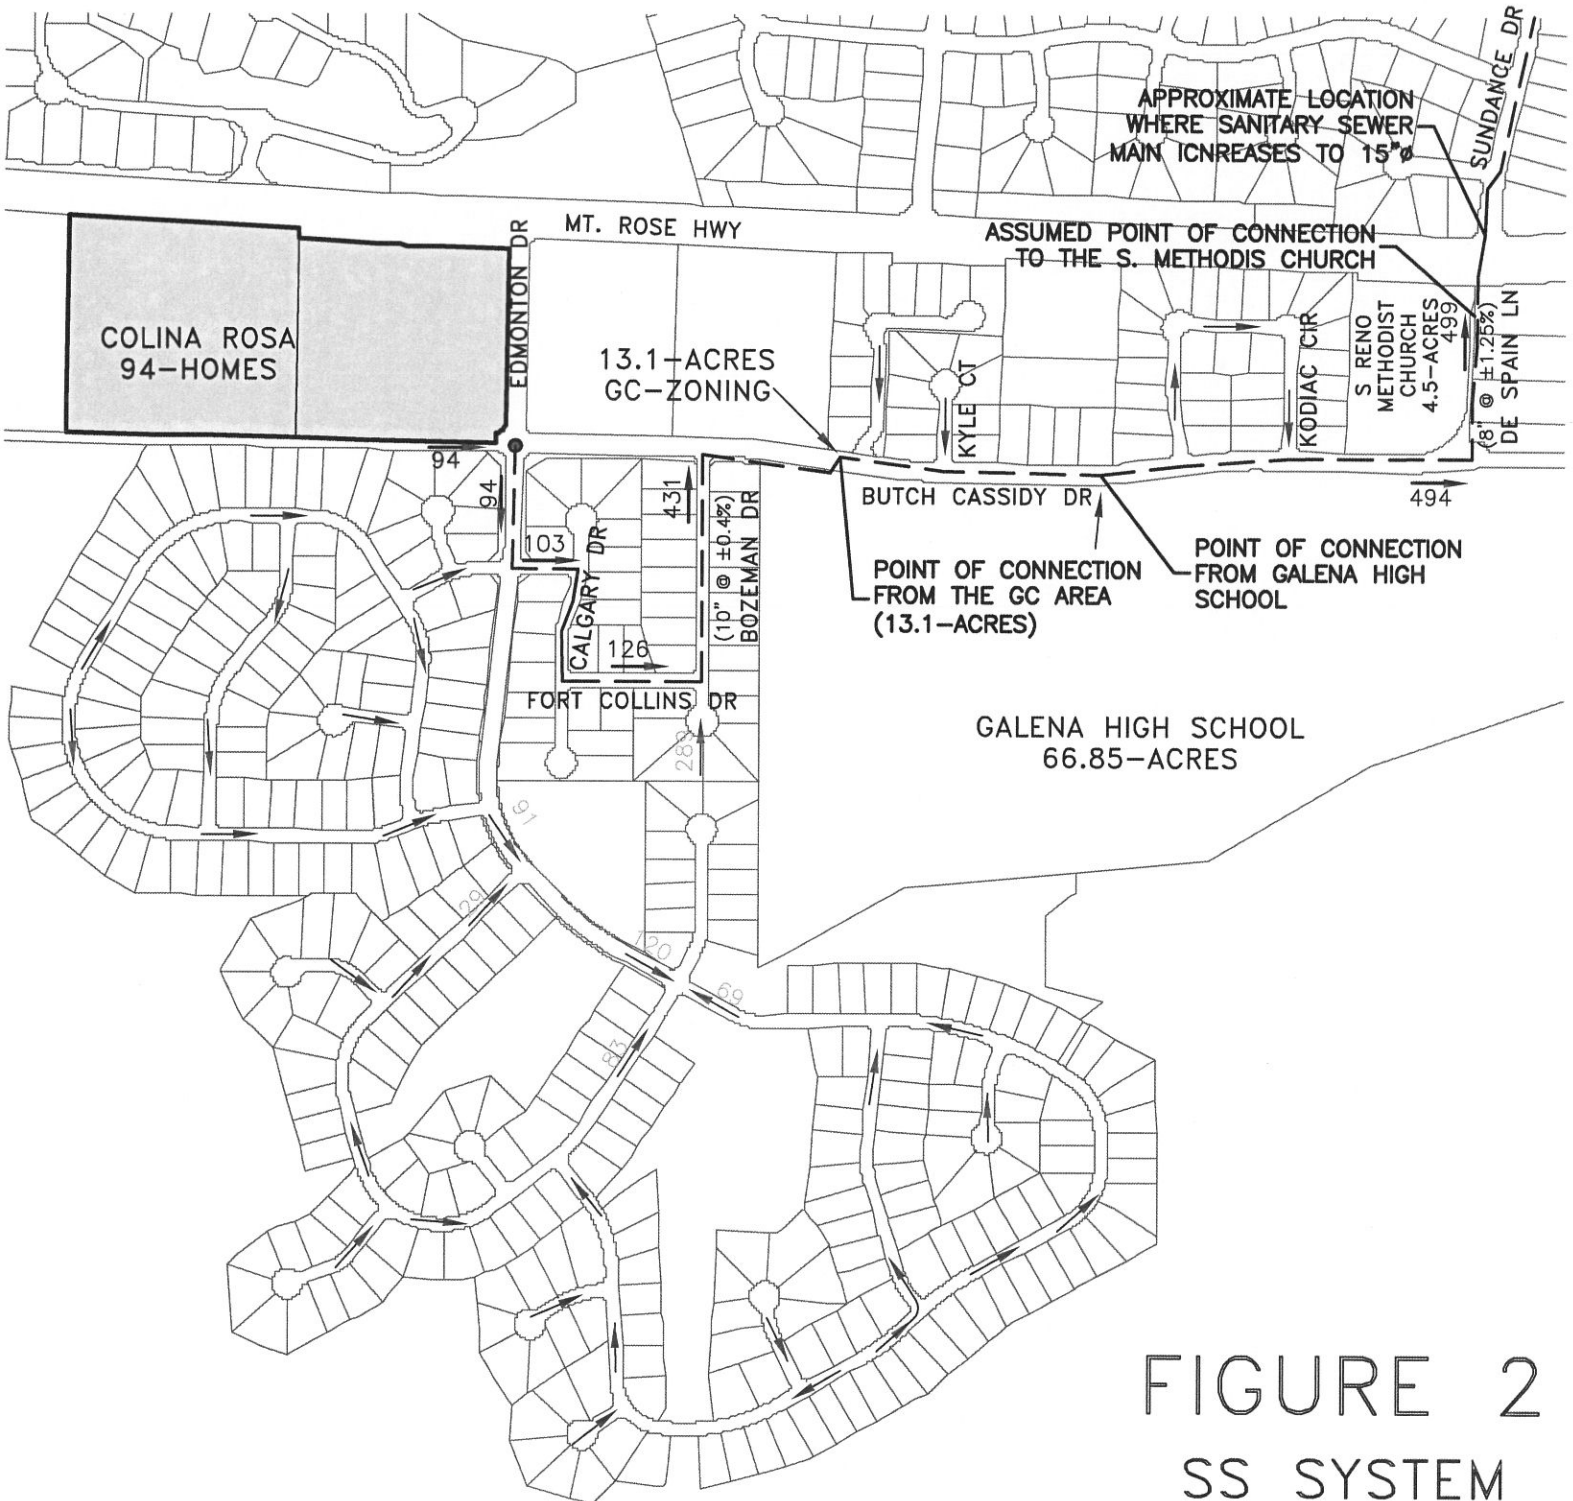 SUNDANCE DR
APPROXIMATE LOCATION
WHERE SANITARY SEWER
MAIN ICNREASES TO 15"ø
MT. ROSE HWY
EDMONTON DR
ASSUMED POINT OF CONNECTION
TO THE S. METHODIS CHURCH
COLINA ROSA
94-HOMES
13.1-ACRES
GC-ZONING
KYLE CT
KODIAC CIR
S RENO
METHODIST
CHURCH
4.5-ACRES
499
(8" @ ±1.25%)
DE SPAIN LN
94
94
103
CALGARY DR
431
(10" @ ±0.4%)
BOZEMAN DR
126
FORT COLLINS DR
BUTCH CASSIDY DR
494
POINT OF CONNECTION
FROM THE GC AREA
(13.1-ACRES)
POINT OF CONNECTION
FROM GALENA HIGH
SCHOOL
GALENA HIGH SCHOOL
66.85-ACRES
289
91
29
120
69
83
FIGURE 2
SS SYSTEM